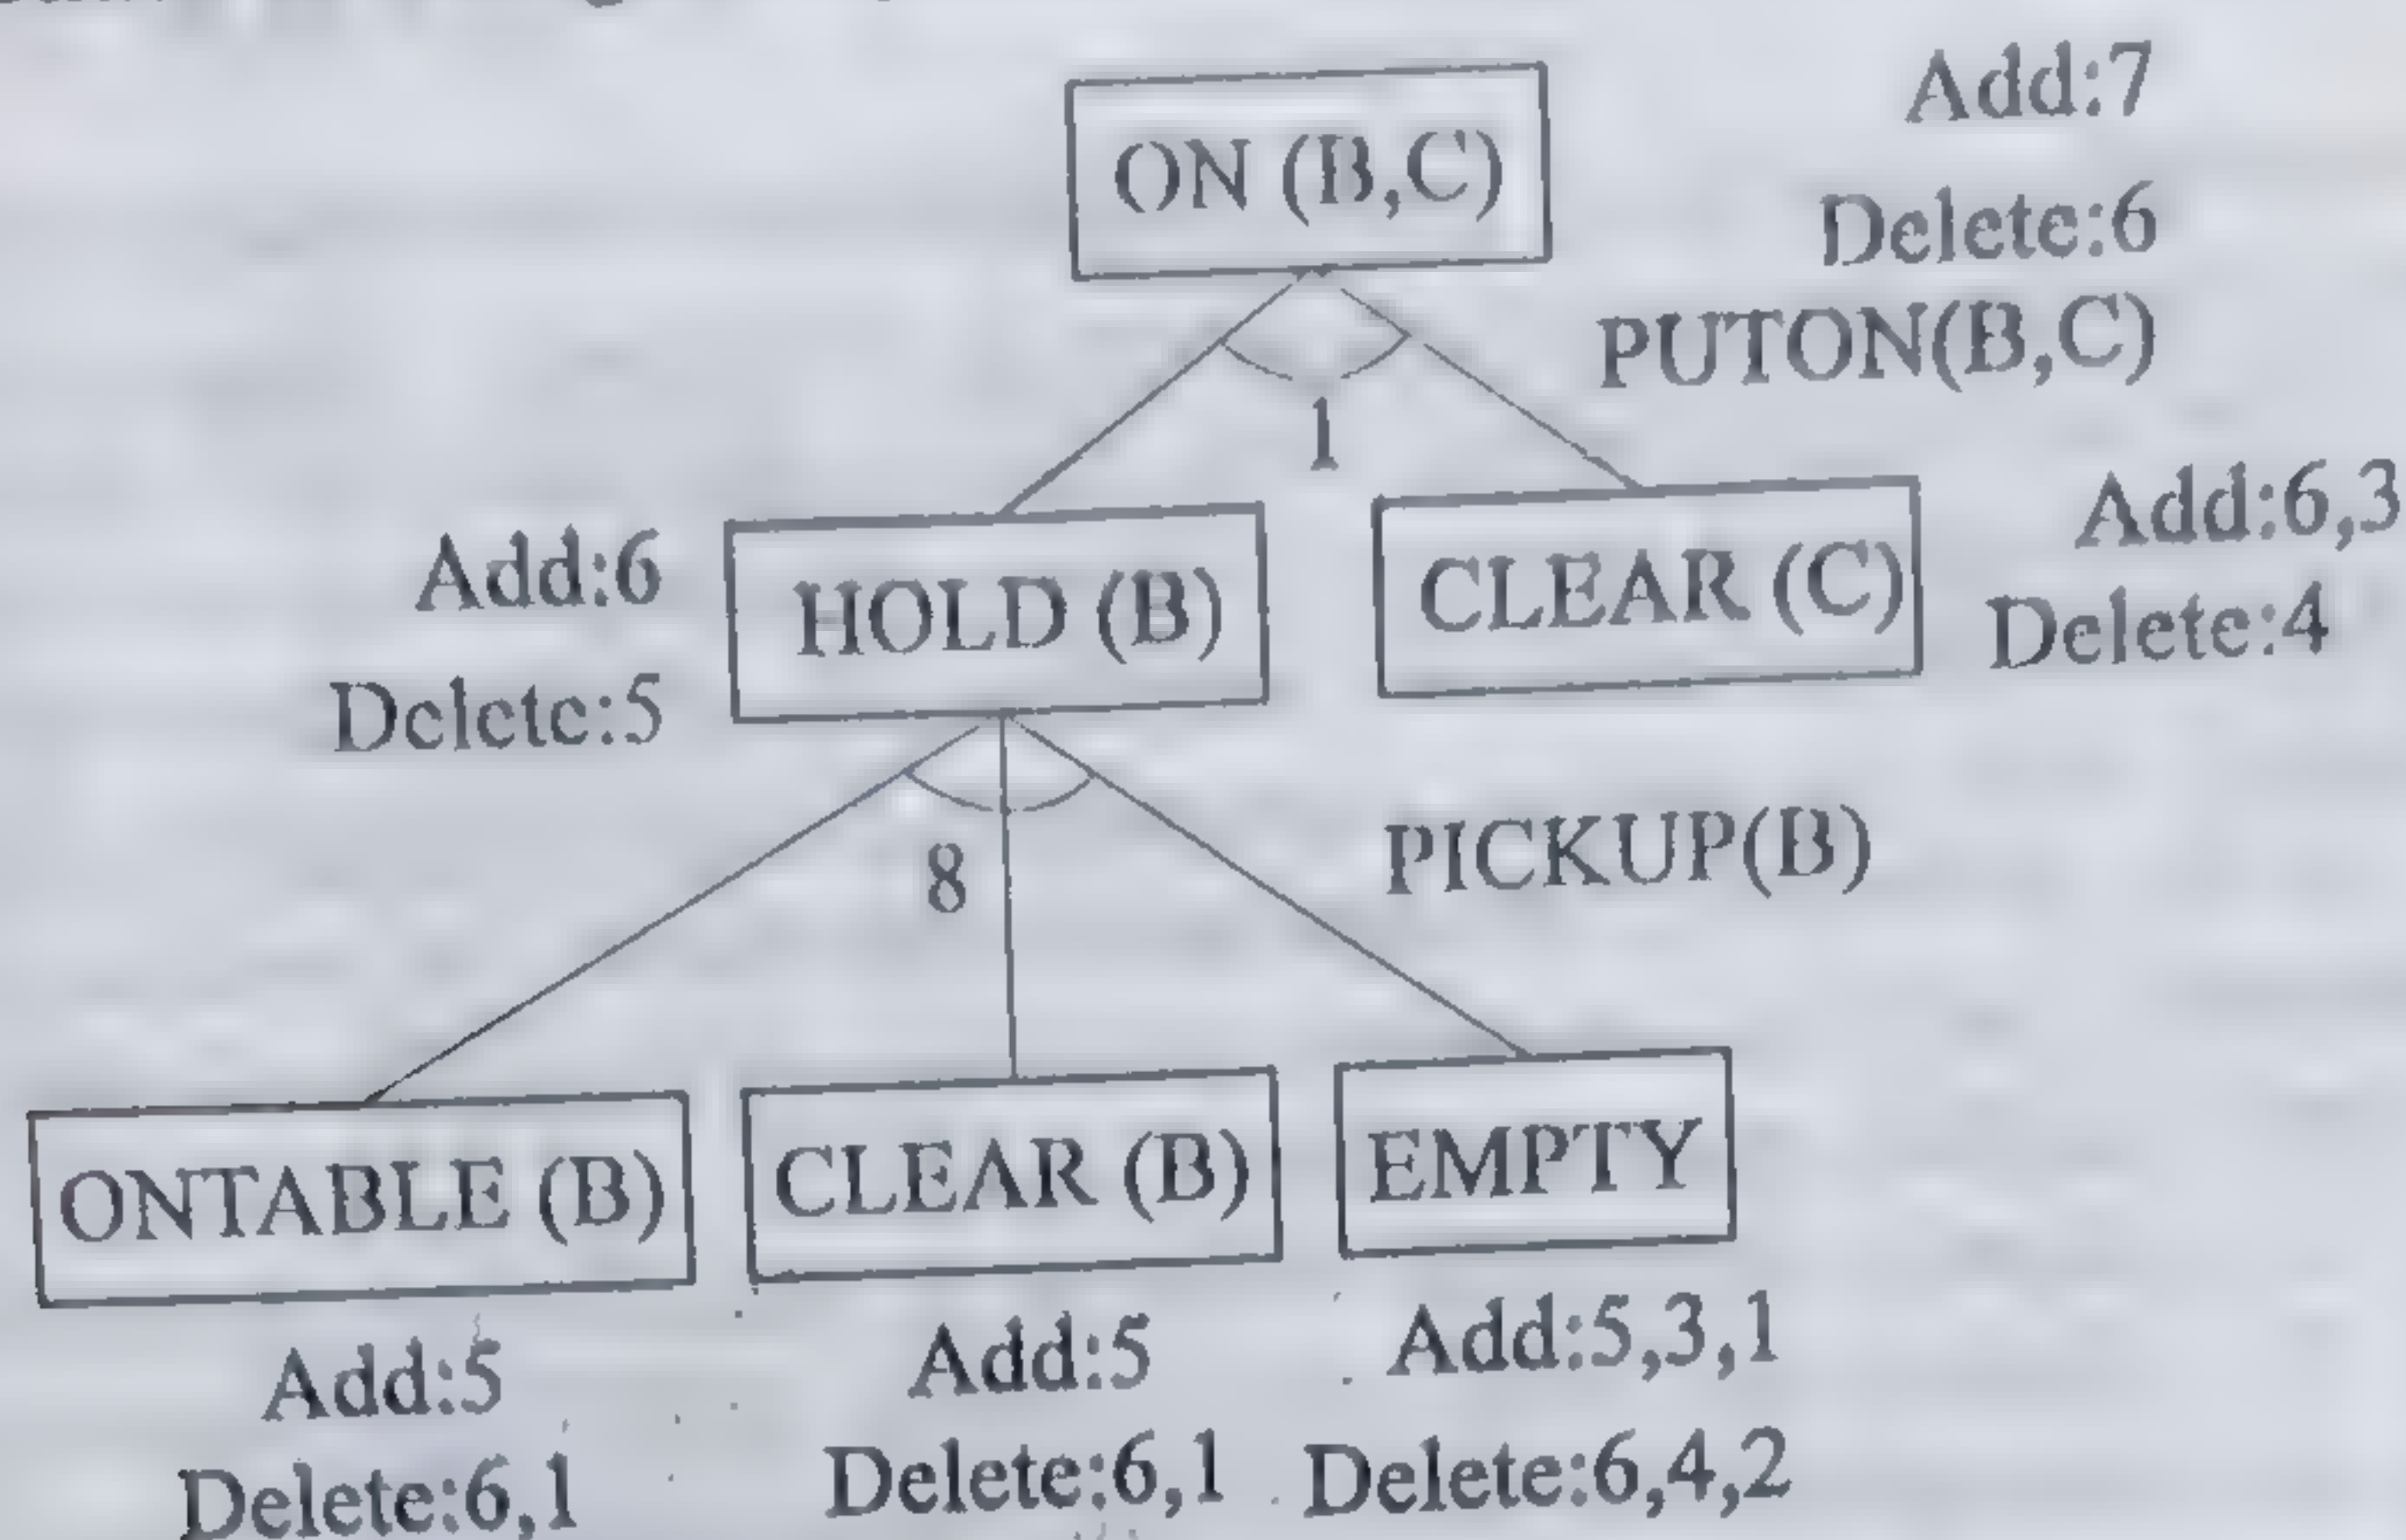 Add:7
ON (B,C)
Delete:6
PUTON(B,C)
1
Add:6
HOLD (B)
CLEAR (C)
Add:6,3
Delete:5
Delete:4
8
PICKUP(B)
ONTABLE (B)
CLEAR (B)
EMPTY
Add:5
Add:5
Add:5,3,1
Delete:6,1
Delete:6,1
Delete:6,4,2